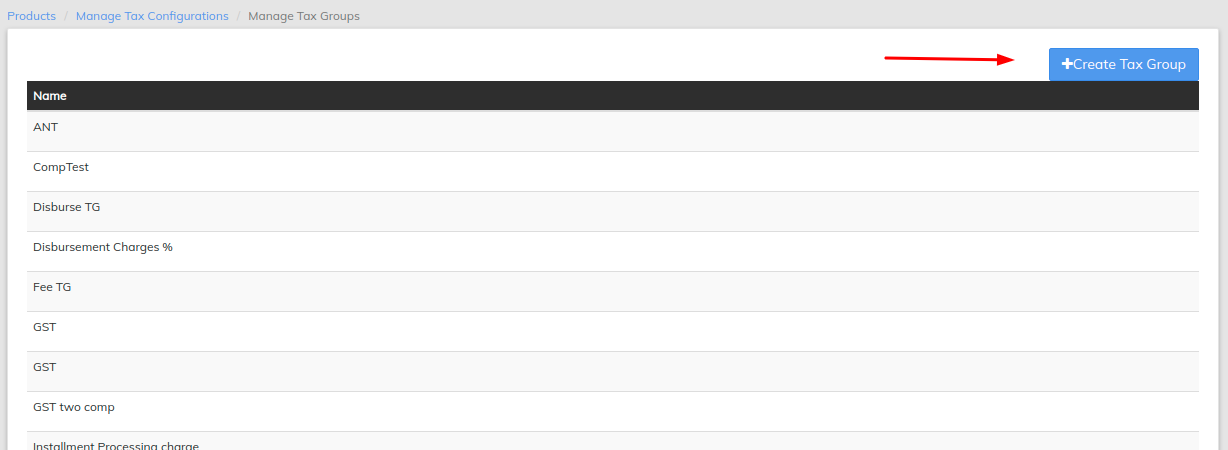 Products / Manage Tax Configurations / Manage Tax Groups
+Create Tax Group
Name
ANT
CompTest
Disburse TG
Disbursement Charges %
Fee TG
GST
GST
GST two comp
Installment Processing charge